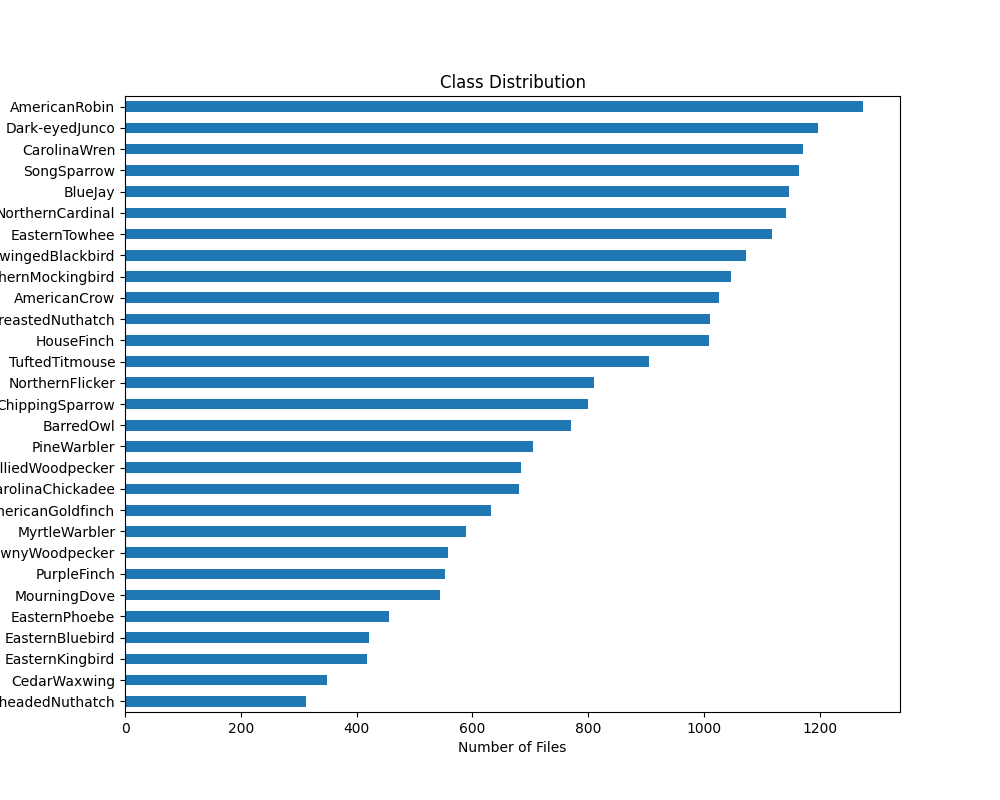 Class Distribution
AmericanRobin
Dark-eyedJunco
CarolinaWren
SongSparrow
BlueJay
NorthernCardinal
EasternTowhee
wingedBlackbird
hernMockingbird
AmericanCrow
reastedNuthatch
HouseFinch
TuftedTitmouse
NorthernFlicker
ChippingSparrow
BarredOwl
PineWarbler
lliedWoodpecker
arolinaChickadee
nericanGoldfinch
MyrtleWarbler
wnyWoodpecker
PurpleFinch
MourningDove
EasternPhoebe
EasternBluebird
EasternKingbird
CedarWaxwing
headedNuthatch
0 200 400 600 800 1000 1200
Number of Files